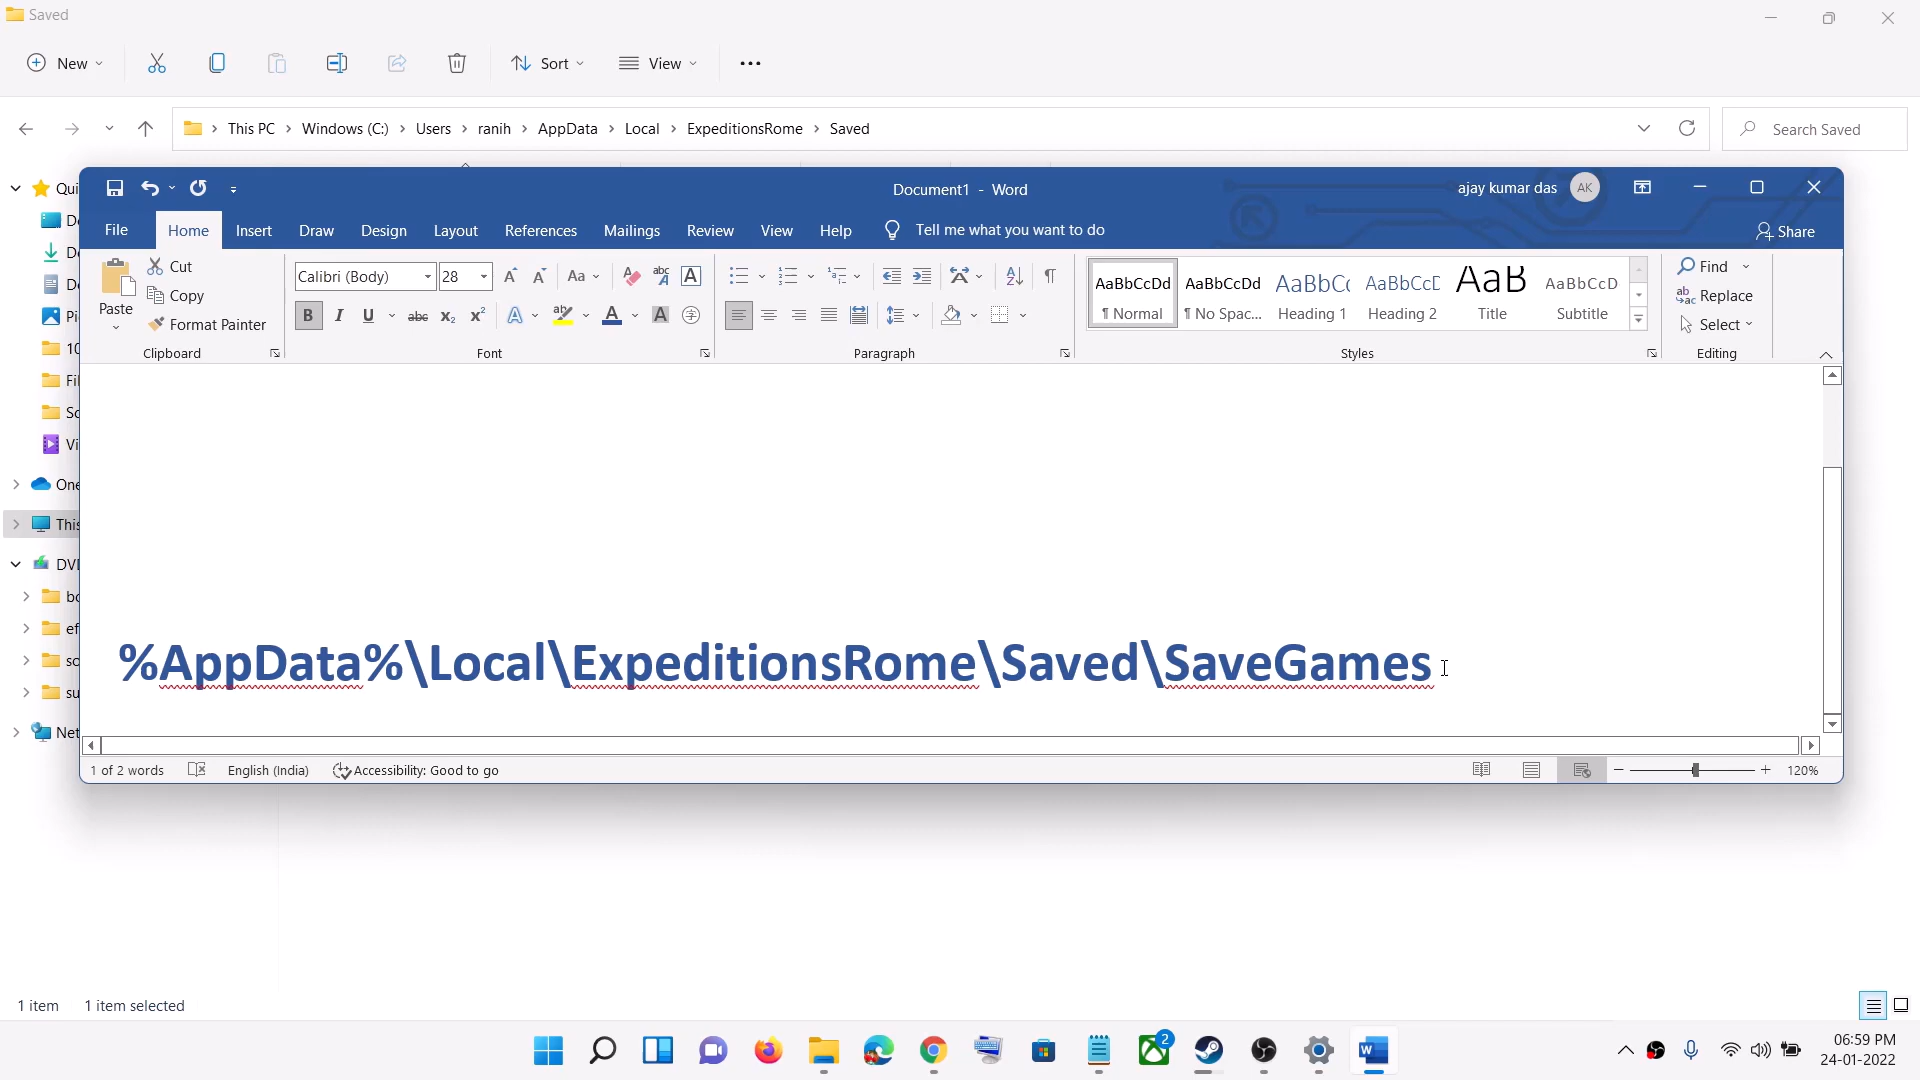 Saved
New
Sort
View
This PC
Windows (C:)
Users
ranih
AppData
Local
ExpeditionsRome
Saved
Search Saved
Document1 - Word
ajay kumar das
AK
File
Home
Insert
Draw
Design
Layout
References
Mailings
Review
View
Help
Tell me what you want to do
Share
Paste
Cut
Copy
Format Painter
Clipboard
Calibri (Body)
28
Font
Paragraph
AaBbCcDd
¶ Normal
AaBbCcDd
¶ No Spac...
AaBbCc
Heading 1
AaBbCcD
Heading 2
AaB
Title
AaBbCcD
Subtitle
Styles
Find
Replace
Select
Editing
%AppData%\Local\ExpeditionsRome\Saved\SaveGames
1 of 2 words
English (India)
Accessibility: Good to go
120%
1 item
1 item selected
2
06:59 PM
24-01-2022